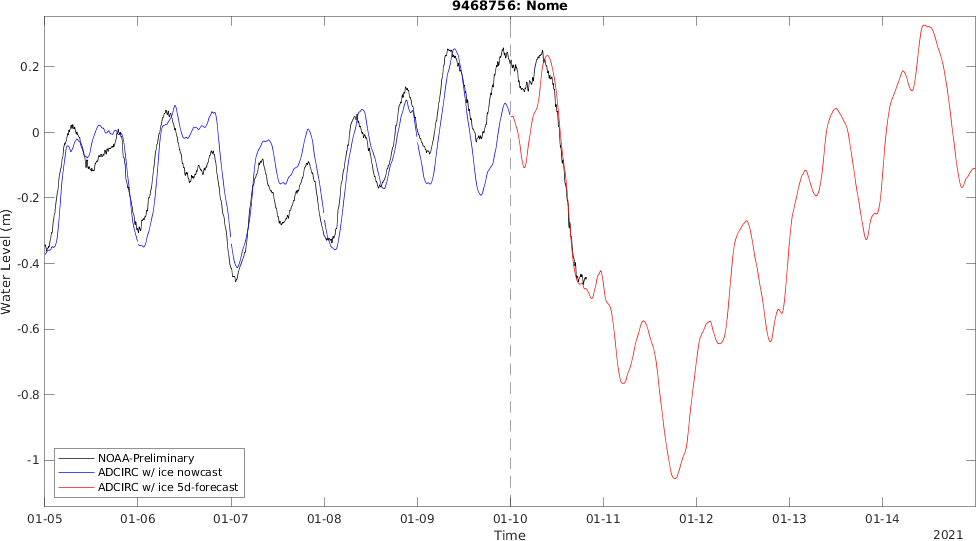 9468756: Nome
Water Level (m)
0.2
0
-0.2
-0.4
-0.6
-0.8
-1
NOAA-Preliminary
ADCIRC w/ ice nowcast
ADCIRC w/ ice 5d-forecast
01-05 01-06 01-07 01-08 01-09 01-10 01-11 01-12 01-13 01-14
Time
2021